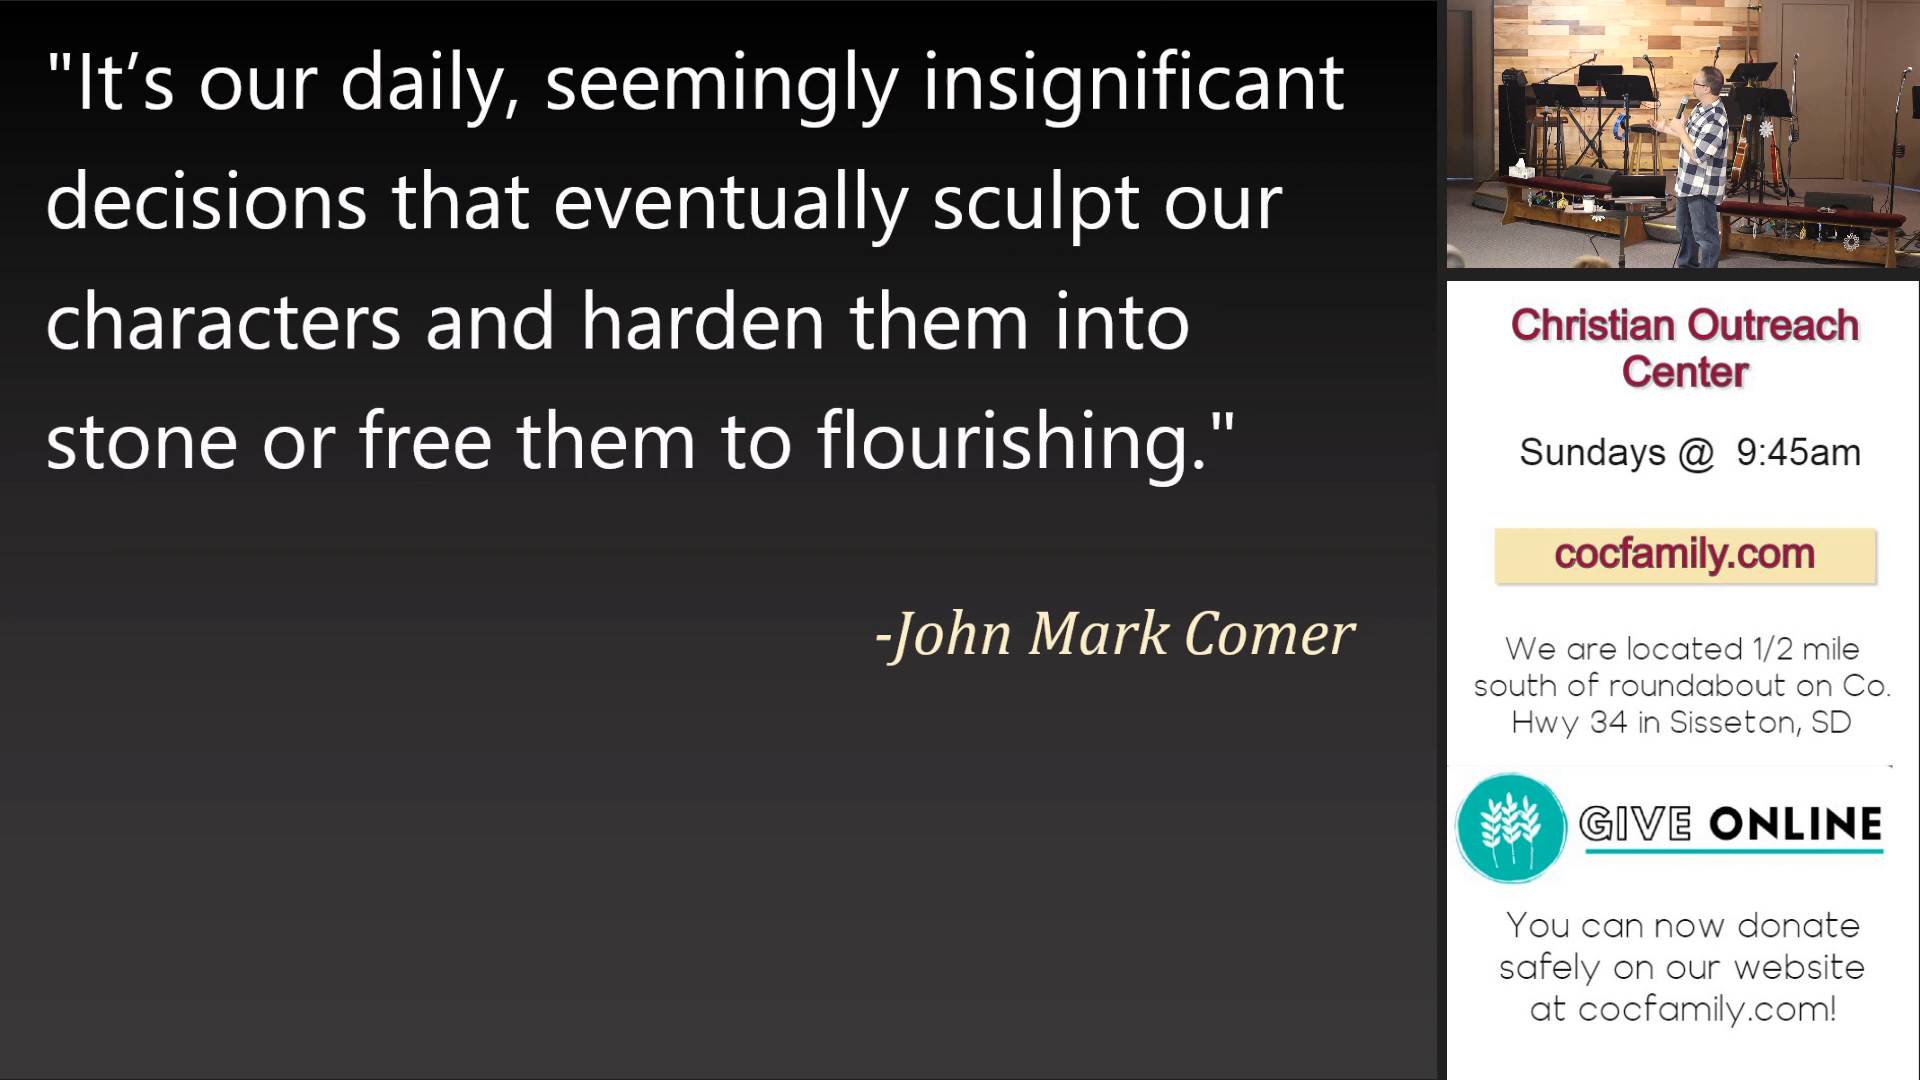 "It’s our daily, seemingly insignificant
decisions that eventually sculpt our
characters and harden them into
stone or free them to flourishing."
-John Mark Comer
Christian Outreach
Center
Sundays @ 9:45am
cocfamily.com
We are located 1/2 mile
south of roundabout on Co.
Hwy 34 in Sisseton, SD
GIVE ONLINE
You can now donate
safely on our website
at cocfamily.com!